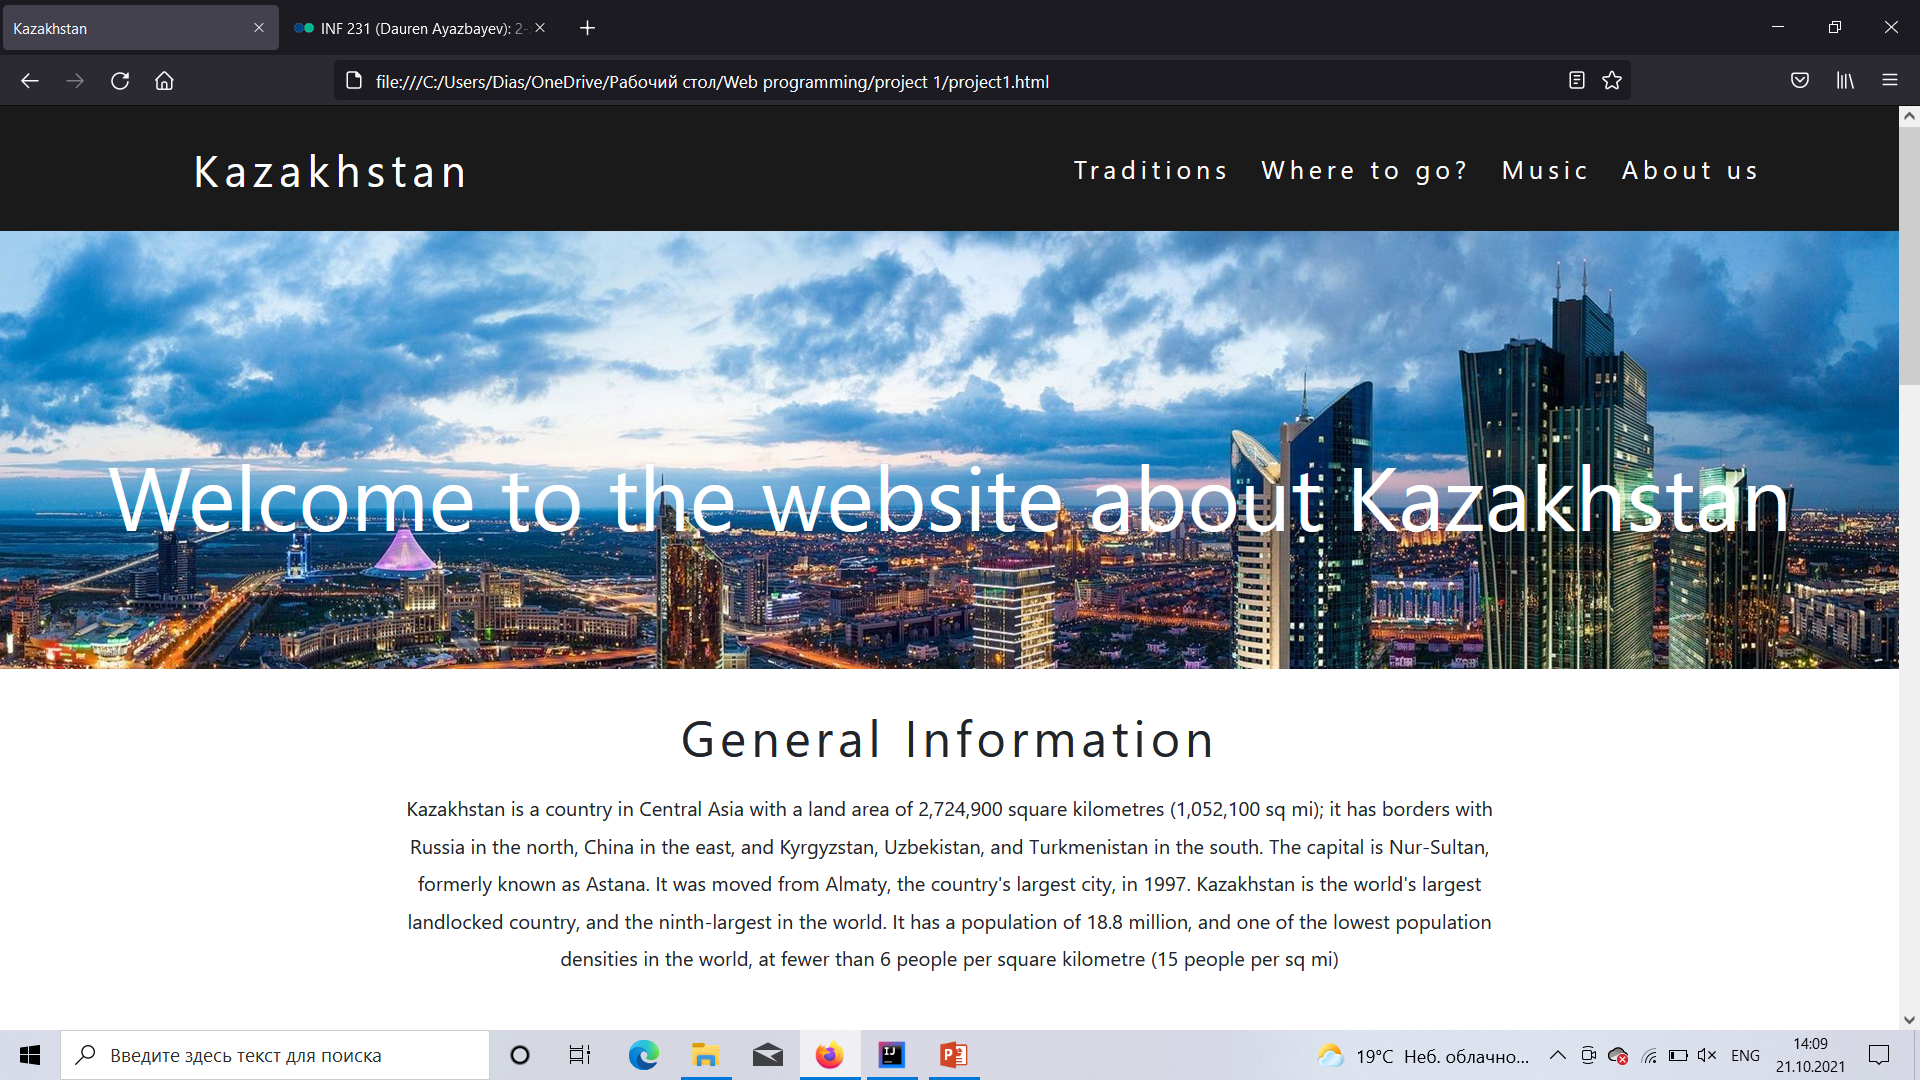 Kazakhstan
INF 231 (Dauren Ayazbayev): 2-
file:///C:/Users/Dias/OneDrive/Рабочий стол/Web programming/project 1/project1.html
Kazakhstan
Traditions Where to go? Music About us
Welcome to the website about Kazakhstan
General Information
Kazakhstan is a country in Central Asia with a land area of 2,724,900 square kilometres (1,052,100 sq mi); it has borders with
Russia in the north, China in the east, and Kyrgyzstan, Uzbekistan, and Turkmenistan in the south. The capital is Nur-Sultan,
formerly known as Astana. It was moved from Almaty, the country's largest city, in 1997. Kazakhstan is the world's largest
landlocked country, and the ninth-largest in the world. It has a population of 18.8 million, and one of the lowest population
densities in the world, at fewer than 6 people per square kilometre (15 people per sq mi)
Введите здесь текст для поиска
19°C Неб. облачно...
ENG
14:09
21.10.2021